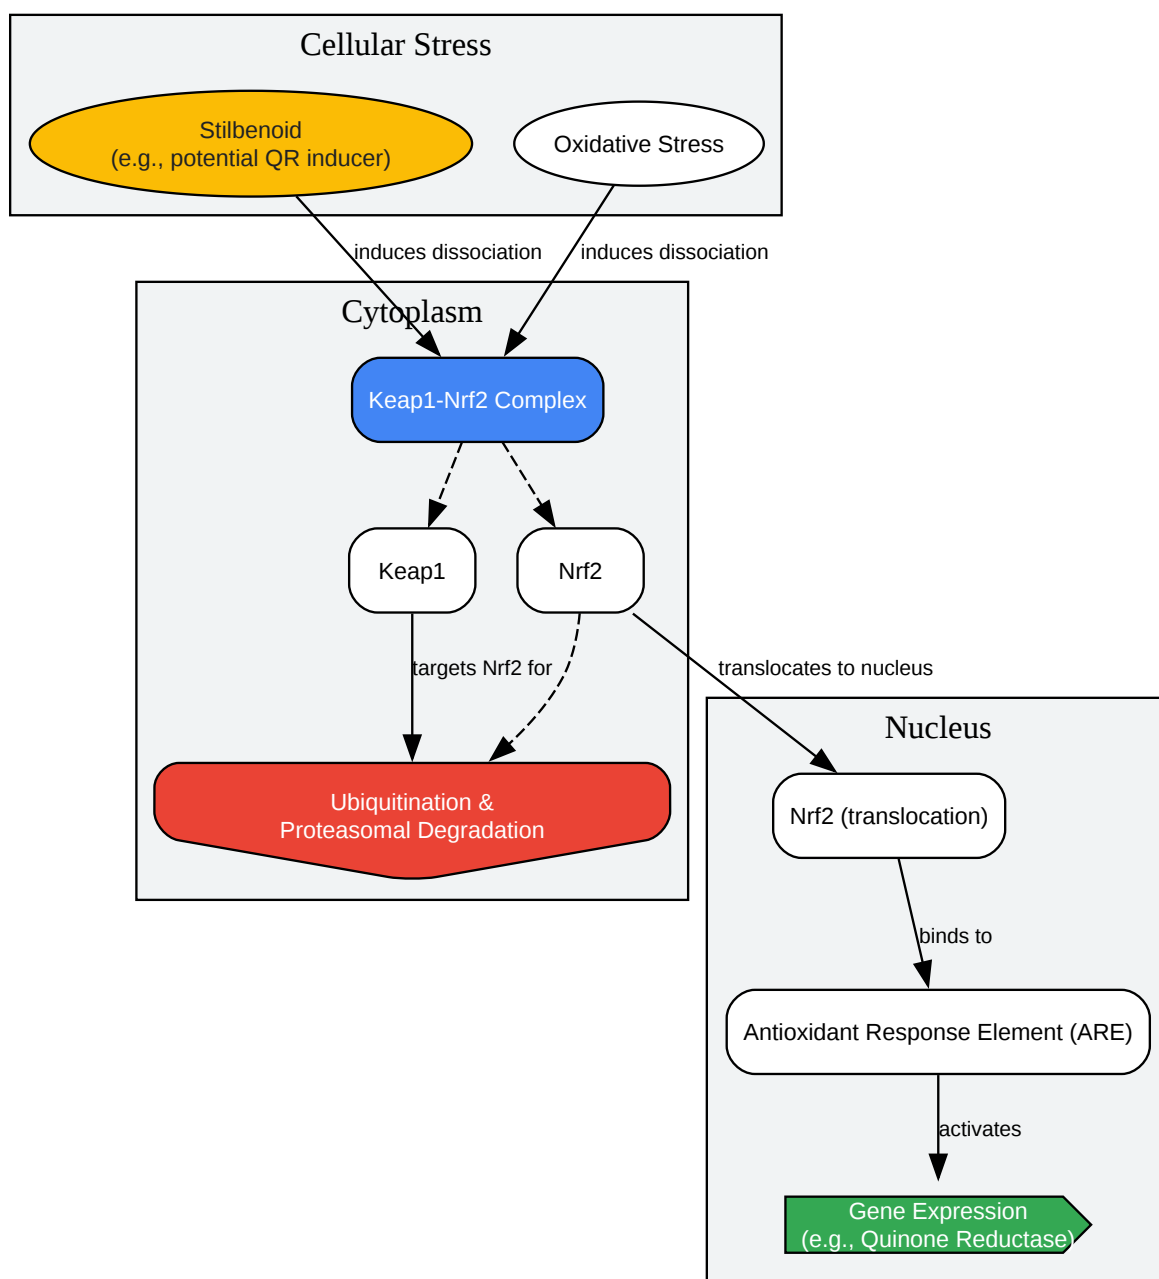 Cellular Stress
Stilbenoid
(e.g., potential QR inducer)
Oxidative Stress
induces dissociation
induces dissociation
Cytoplasm
Keap1-Nrf2 Complex
Keap1
Nrf2
targets Nrf2 for
translocates to nucleus
Ubiquitination &
Proteasomal Degradation
Nucleus
Nrf2 (translocation)
binds to
Antioxidant Response Element (ARE)
activates
Gene Expression
(e.g., Quinone Reductase)